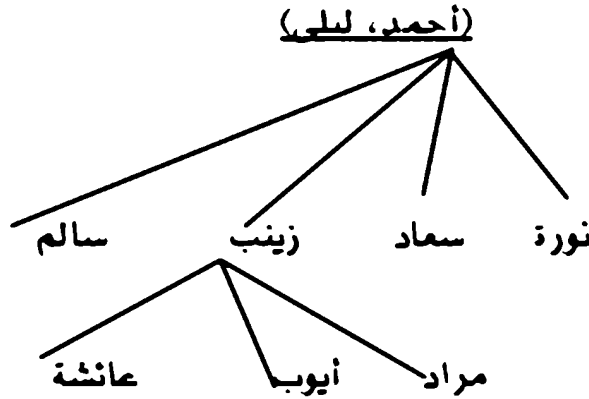 (أحمد، ليلى)
نورة سعاد زينب سالم
مراد أيوب عائشة